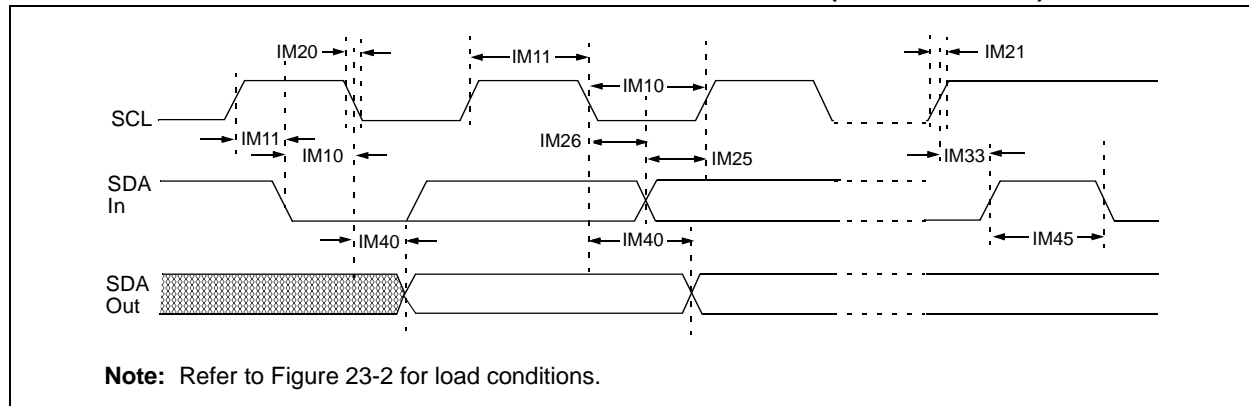 IM20
IM11
IM21
IM10
SCL
IM11
IM26
IM10
IM25
IM33
SDA
In
IM40
IM40
IM45
SDA
Out
Note: Refer to Figure 23-2 for load conditions.